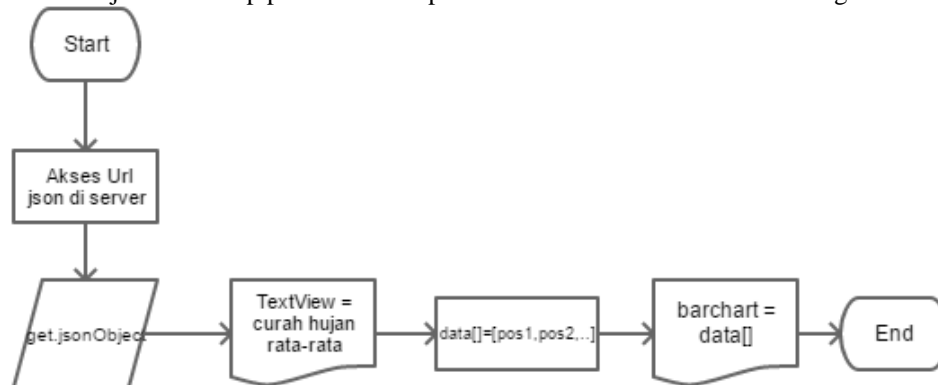 Start
Akses Url
json di server
get.jsonObject
TextView =
curah hujan
rata-rata
data[]=[pos1,pos2,..]
barchart =
data[]
End